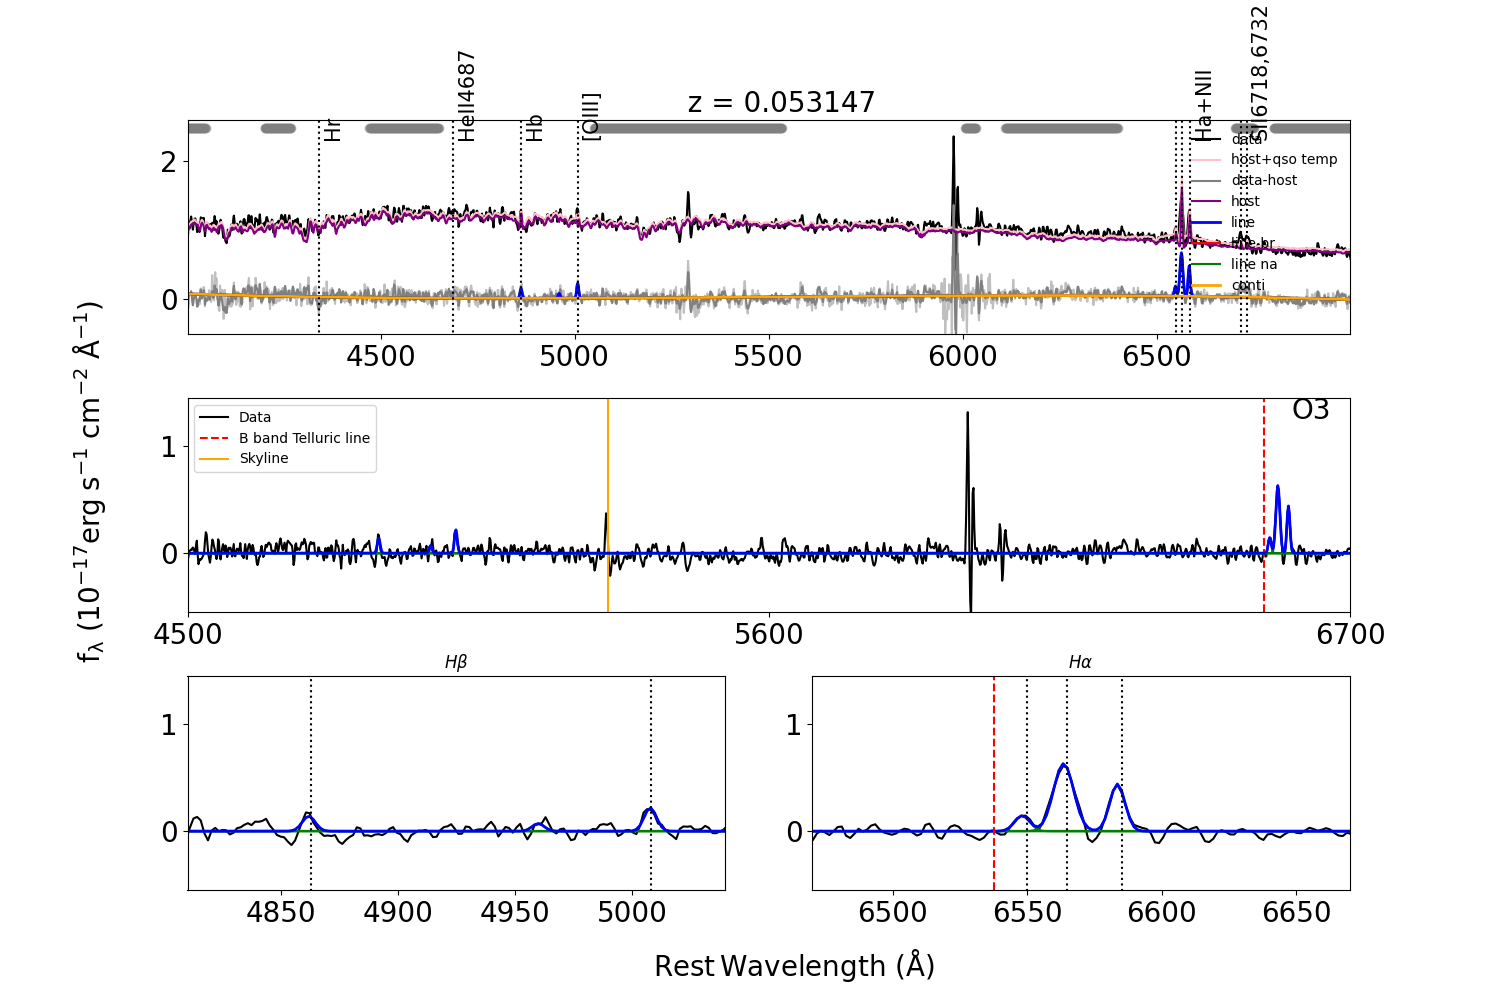 z = 0.053147
Hr
HeII4687
Hb
[OIII]
Ha+NII
SII6718,6732
data
host+qso temp
data-host
host
line
line br
line na
conti
2
0
4500
5000
5500
6000
6500
fλ (10−17erg s−1 cm−2 Å−1)
Data
B band Telluric line
Skyline
O3
1
0
4500
5600
6700
Hβ
1
0
4850
4900
4950
5000
Hα
1
0
6500
6550
6600
6650
Rest Wavelength (Å)